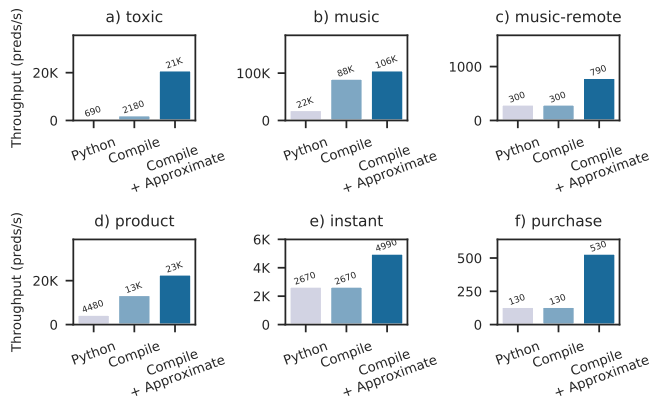 a) toxic
b) music
c) music-remote
Throughput (preds/s)
20K
0
690
2180
21K
Python
Compile
Compile
+ Approximate
100K
0
22K
88K
106K
Python
Compile
Compile
+ Approximate
1000
0
300
300
790
Python
Compile
Compile
+ Approximate
d) product
e) instant
f) purchase
Throughput (preds/s)
20K
0
4480
13K
23K
Python
Compile
Compile
+ Approximate
6K
4K
2K
0
2670
2670
4990
Python
Compile
Compile
+ Approximate
500
250
0
130
130
530
Python
Compile
Compile
+ Approximate